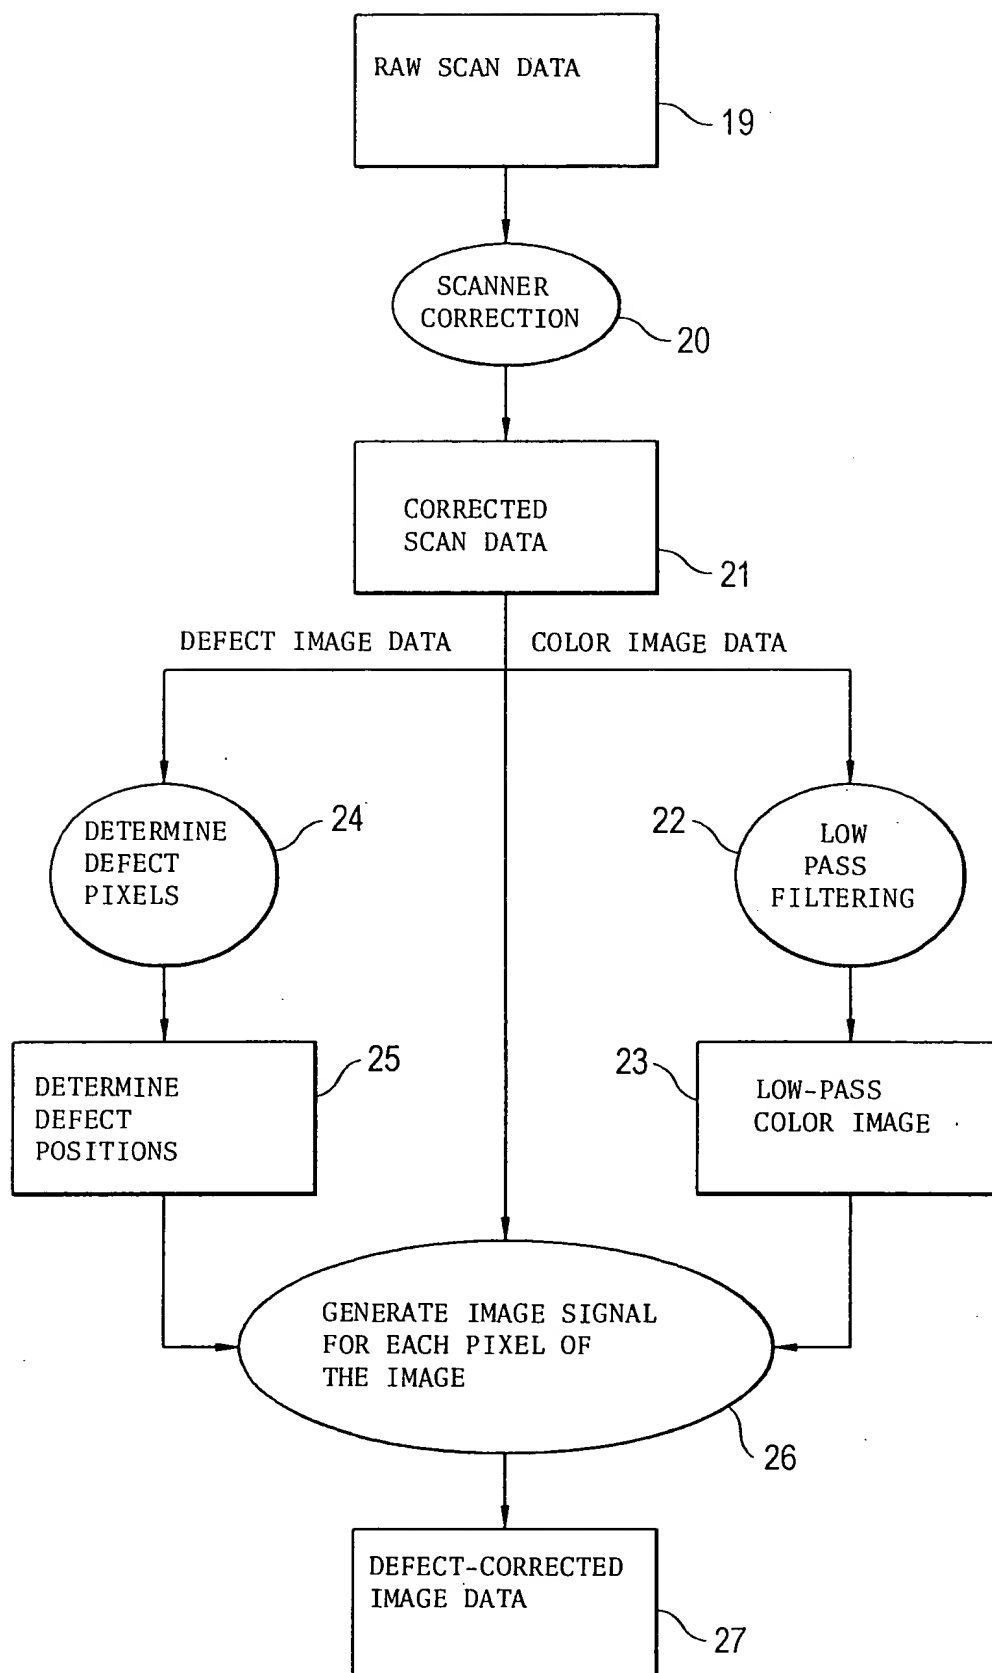 RAW SCAN DATA
19
SCANNER
CORRECTION
20
CORRECTED
SCAN DATA
21
DEFECT IMAGE DATA
COLOR IMAGE DATA
DETERMINE
DEFECT
PIXELS
24
22
LOW
PASS
FILTERING
DETERMINE
DEFECT
POSITIONS
25
23
LOW-PASS
COLOR IMAGE
GENERATE IMAGE SIGNAL
FOR EACH PIXEL OF
THE IMAGE
26
DEFECT-CORRECTED
IMAGE DATA
27